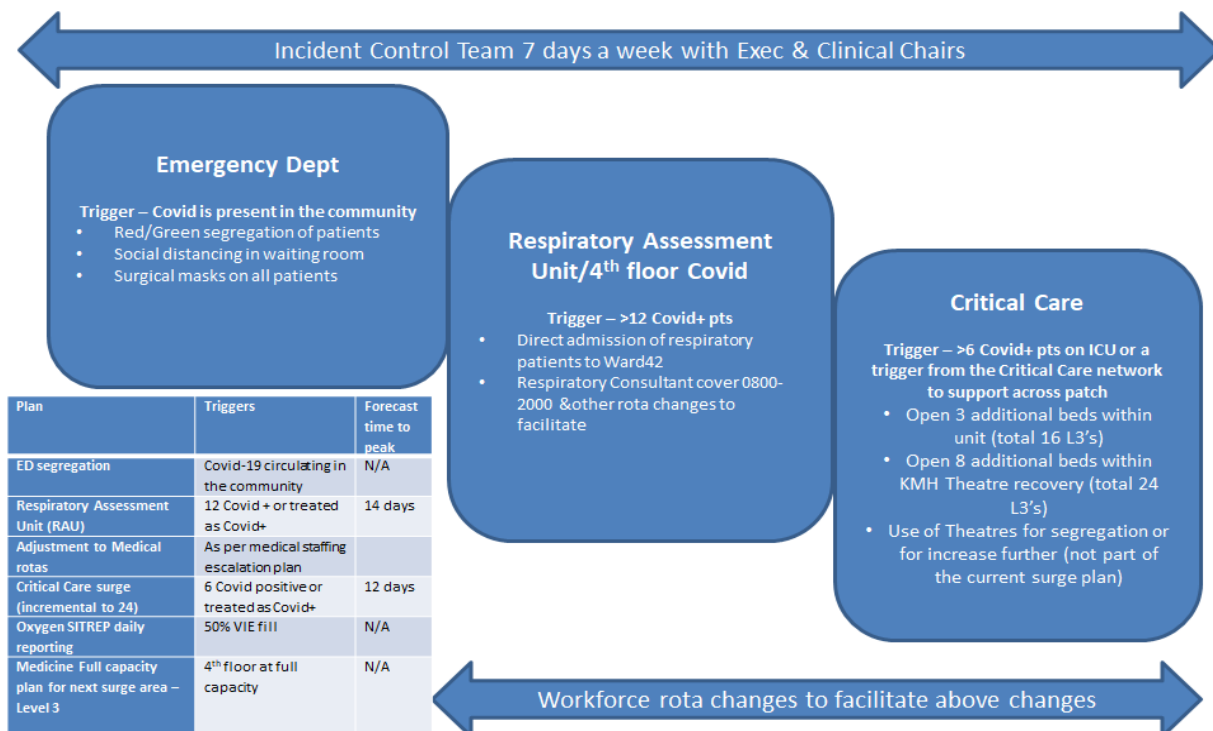 Incident Control Team 7 days a week with Exec & Clinical Chairs
Emergency Dept
Trigger – Covid is present in the community
• Red/Green segregation of patients
• Social distancing in waiting room
• Surgical masks on all patients
Respiratory Assessment
Unit/4th floor Covid
Trigger – >12 Covid+ pts
• Direct admission of respiratory
patients to Ward42
• Respiratory Consultant cover 0800-
2000 &other rota changes to
facilitate
Critical Care
Trigger – >6 Covid+ pts on ICU or a
trigger from the Critical Care network
to support across patch
• Open 3 additional beds within
unit (total 16 L3's)
• Open 8 additional beds within
KMH Theatre recovery (total 24
L3's)
• Use of Theatres for segregation or
for increase further (not part of
the current surge plan)
Plan Triggers Forecast
time to
peak
ED segregation Covid-19 circulating in N/A
the community
Respiratory Assessment 12 Covid + or treated 14 days
Unit (RAU) as Covid+
Adjustment to Medical As per medical staffing
rotas escalation plan
Critical Care surge 6 Covid positive or 12 days
(incremental to 24) treated as Covid+
Oxygen SITREP daily 50% VIE fill N/A
reporting
Medicine Full capacity 4th floor at full N/A
plan for next surge area – capacity
Level 3
Workforce rota changes to facilitate above changes